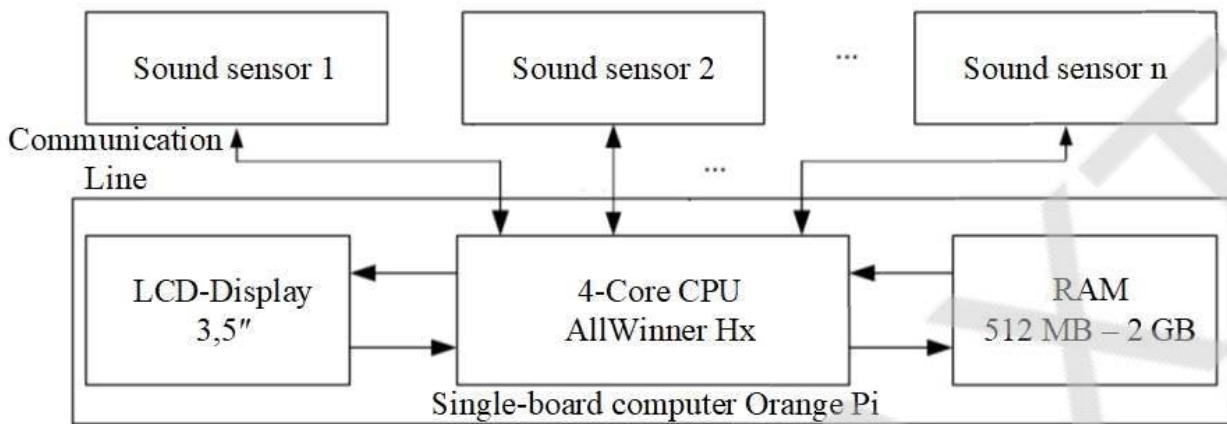 Sound sensor 1
Sound sensor 2
...
Sound sensor n
Communication
Line
...
LCD-Display
3,5″
4-Core CPU
AllWinner Hx
RAM
512 MB – 2 GB
Single-board computer Orange Pi